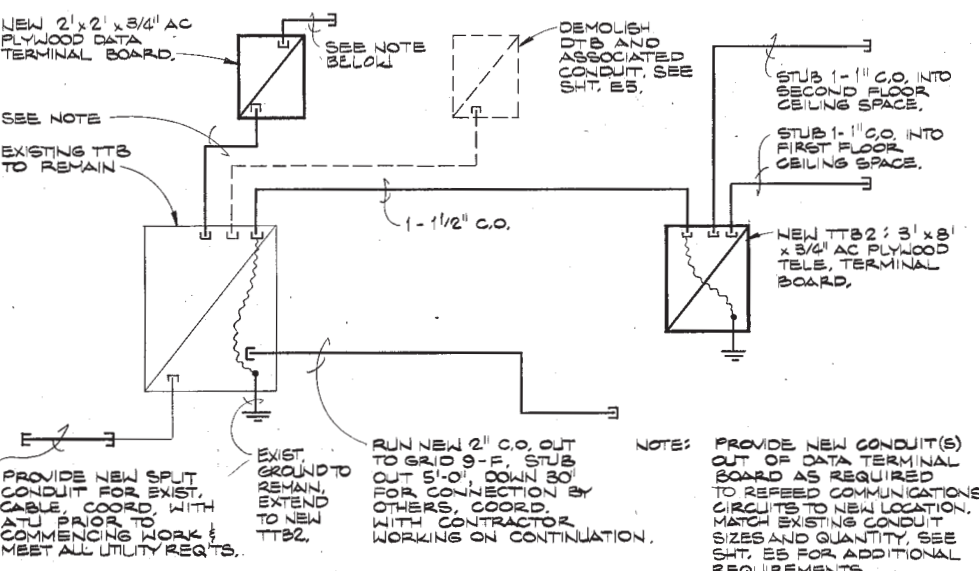 NEW 2' x 2' x 3/4" AC
PLYWOOD DATA
TERMINAL BOARD.
SEE NOTE
BELOW
DEMOLISH
DTB AND
ASSOCIATED
CONDUIT. SEE
SHT. E5.
STUB 1-1" C.O. INTO
SECOND FLOOR
CEILING SPACE.
SEE NOTE
STUB 1-1" C.O. INTO
FIRST FLOOR
CEILING SPACE.
EXISTING TTB
TO REMAIN
1-1 1/2" C.O.
NEW TTB2: 3' x 8'
x 3/4" AC PLYWOOD
TELE. TERMINAL
BOARD.
PROVIDE NEW SPLIT
CONDUIT FOR EXIST.
CABLE. COORD. WITH
ATU PRIOR TO
COMMENCING WORK &
MEET ALL UTILITY REQ'TS.
EXIST.
GROUND TO
REMAIN.
EXTEND
TO NEW
TTB2.
RUN NEW 2" C.O. OUT
TO GRID 9-F. STUB
OUT 5'-0", DOWN 30"
FOR CONNECTION BY
OTHERS. COORD.
WITH CONTRACTOR
WORKING ON CONTINUATION.
NOTE: PROVIDE NEW CONDUIT(S)
OUT OF DATA TERMINAL
BOARD AS REQUIRED
TO REFEED COMMUNICATIONS
CIRCUITS TO NEW LOCATION.
MATCH EXISTING CONDUIT
SIZES AND QUANTITY. SEE
SHT. E5 FOR ADDITIONAL
REQUIREMENTS